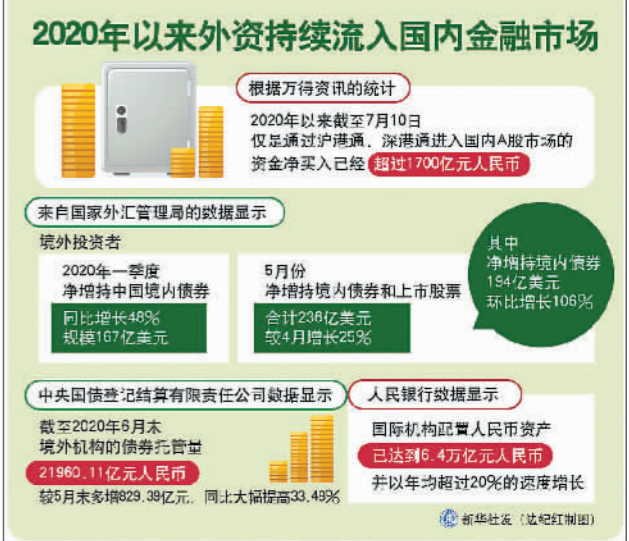 2020年以来外资持续流入国内金融市场
根据万得资讯的统计
2020年以来截至7月10日
仅是通过沪港通、深港通进入国内A股市场的
资金净买入已经 超过1700亿元人民币
来自国家外汇管理局的数据显示
境外投资者
2020年一季度
净增持中国境内债券
同比增长48%
规模167亿美元
5月份
净增持境内债券和上市股票
合计238亿美元
较4月增长25%
其中
净增持境内债券
194亿美元
环比增长106%
中央国债登记结算有限责任公司数据显示
截至2020年6月末
境外机构的债券托管量
21960.11亿元人民币
较5月末多增829.39亿元，同比大幅提高33.49%
人民银行数据显示
国际机构配置人民币资产
已达到6.4万亿元人民币
并以年均超过20%的速度增长
新华社发（边纪红制图）